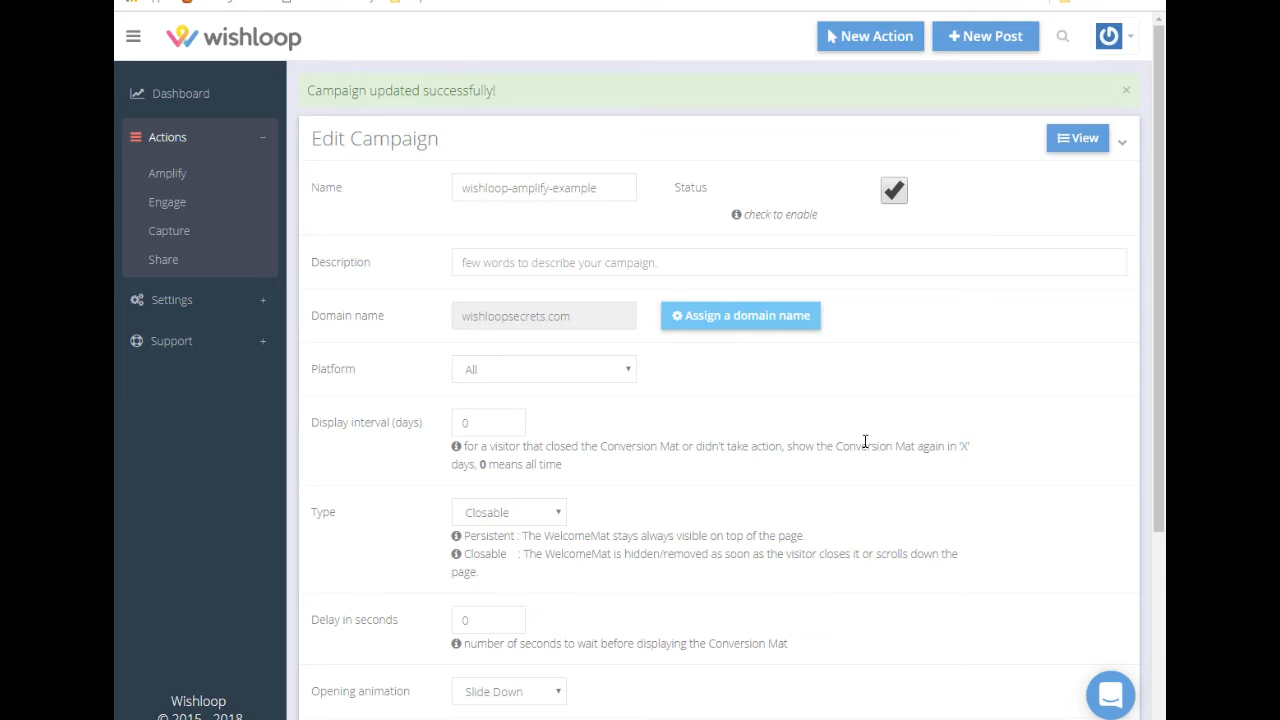 wishloop
New Action
New Post
Dashboard
Actions
Amplify
Engage
Capture
Share
Settings
Support
Wishloop
© 2015 - 2018
Campaign updated successfully!
×
Edit Campaign
View
Name
wishloop-amplify-example
Status
check to enable
Description
few words to describe your campaign.
Domain name
wishloopsecrets.com
Assign a domain name
Platform
All
Display interval (days)
0
for a visitor that closed the Conversion Mat or didn't take action, show the Conversion Mat again in 'X'
days, 0 means all time
Type
Closable
Persistent : The WelcomeMat stays always visible on top of the page.
Closable : The WelcomeMat is hidden/removed as soon as the visitor closes it or scrolls down the
page.
Delay in seconds
0
number of seconds to wait before displaying the Conversion Mat
Opening animation
Slide Down